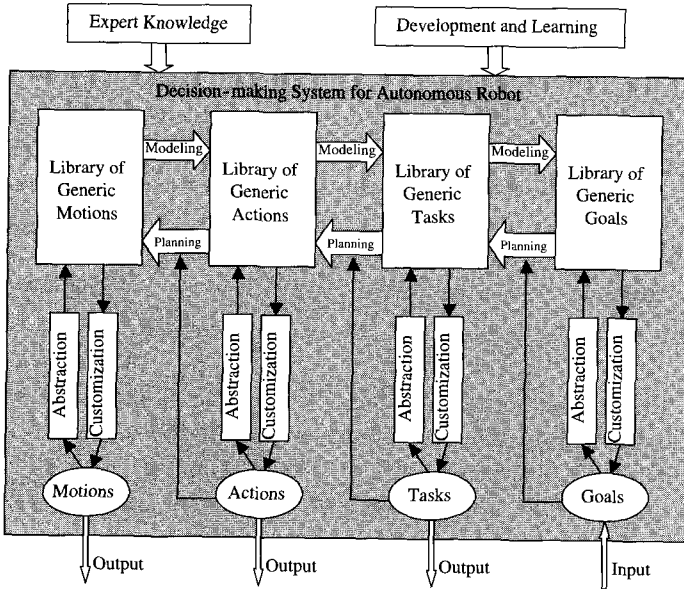 Expert Knowledge
Development and Learning
Decision-making System for Autonomous Robot
Library of
Generic
Motions
Modeling
Planning
Library of
Generic
Actions
Modeling
Planning
Library of
Generic
Tasks
Modeling
Planning
Library of
Generic
Goals
Abstraction
Customization
Abstraction
Customization
Abstraction
Customization
Abstraction
Customization
Motions
Actions
Tasks
Goals
Output
Output
Output
Input